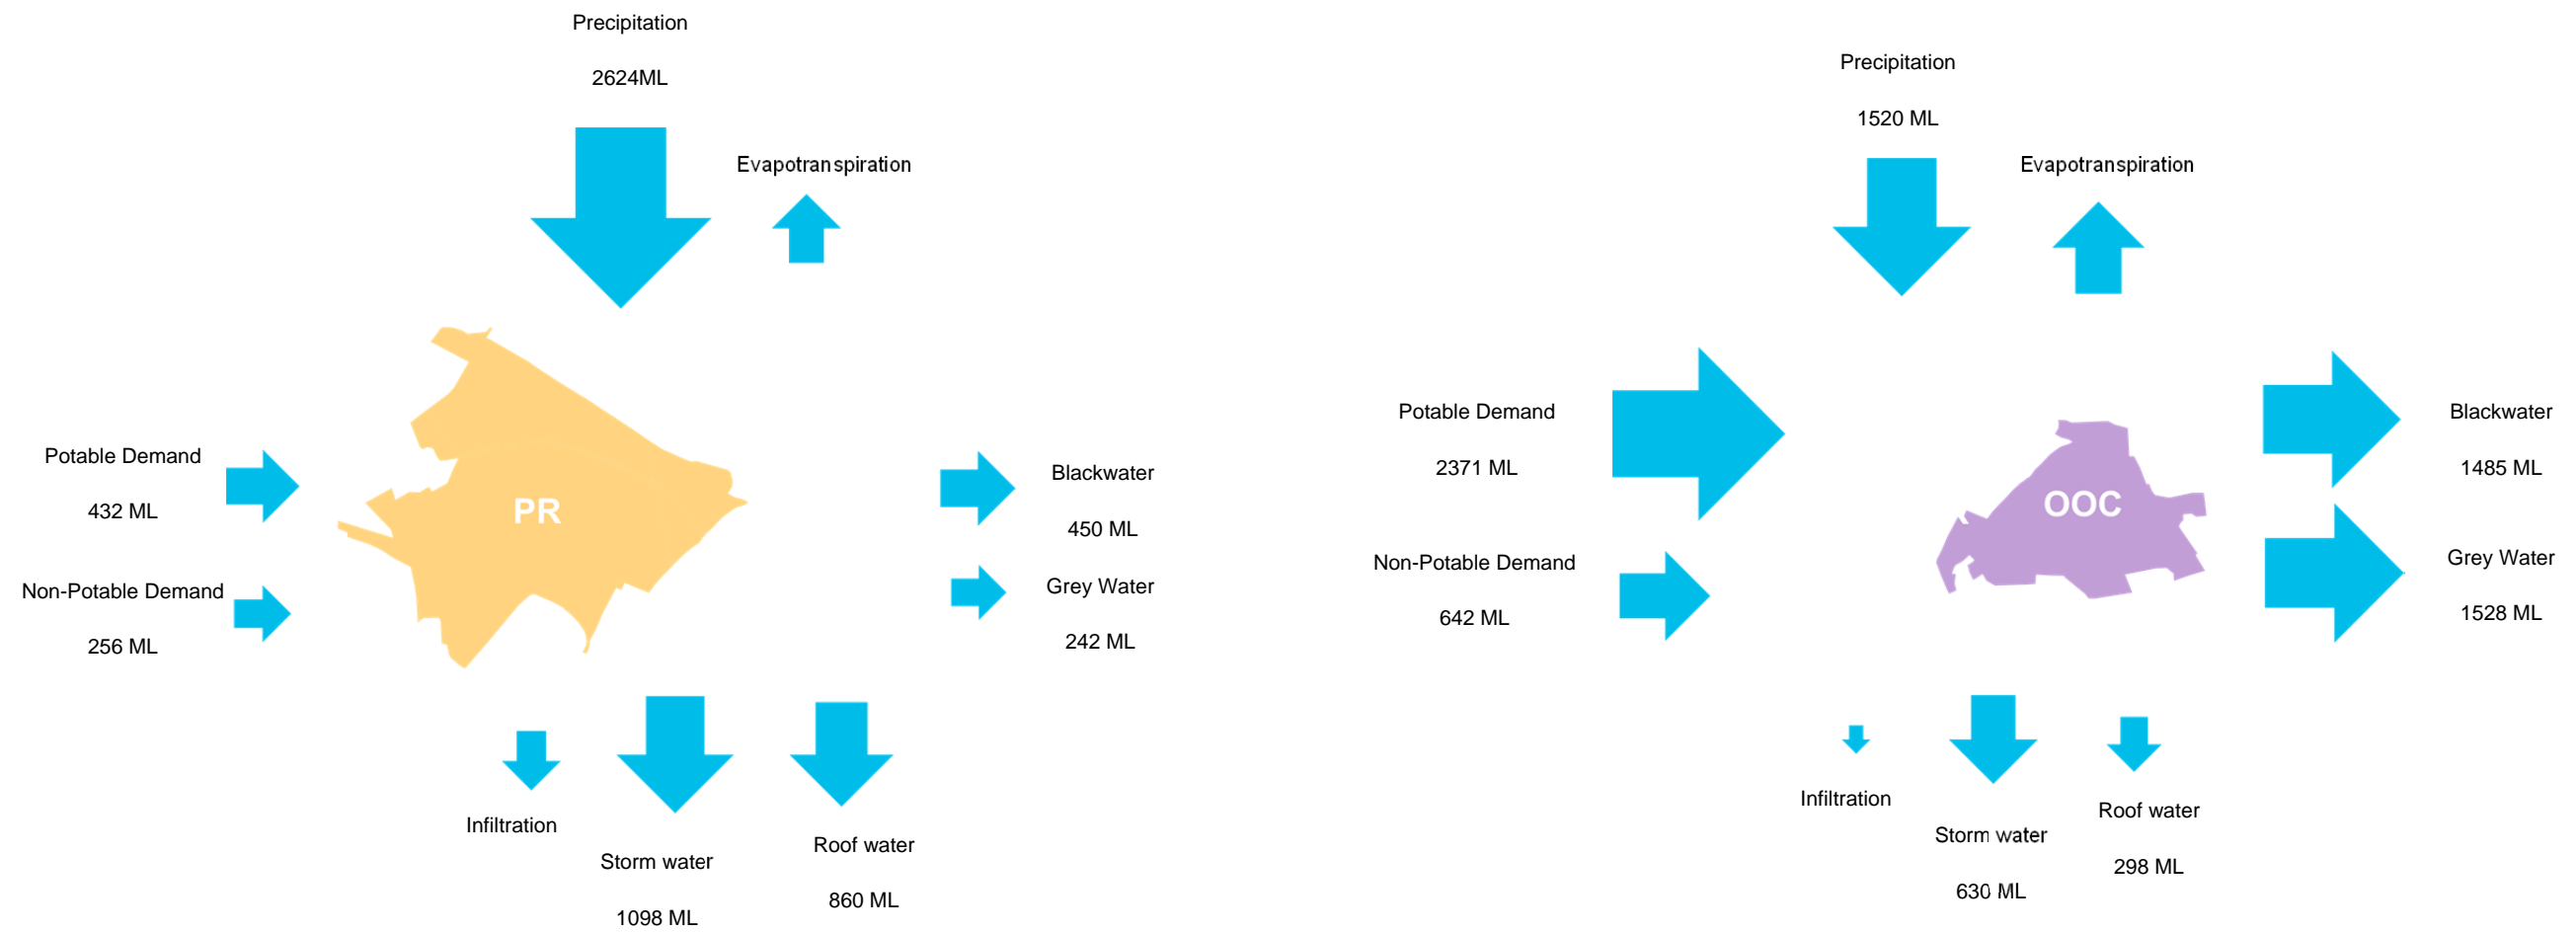 Precipitation
2624ML
Evapotranspiration
Potable Demand
432 ML
Non-Potable Demand
256 ML
PR
Blackwater
450 ML
Grey Water
242 ML
Infiltration
Storm water
1098 ML
Roof water
860 ML
Precipitation
1520 ML
Evapotranspiration
Potable Demand
2371 ML
Non-Potable Demand
642 ML
OOC
Blackwater
1485 ML
Grey Water
1528 ML
Infiltration
Storm water
630 ML
Roof water
298 ML